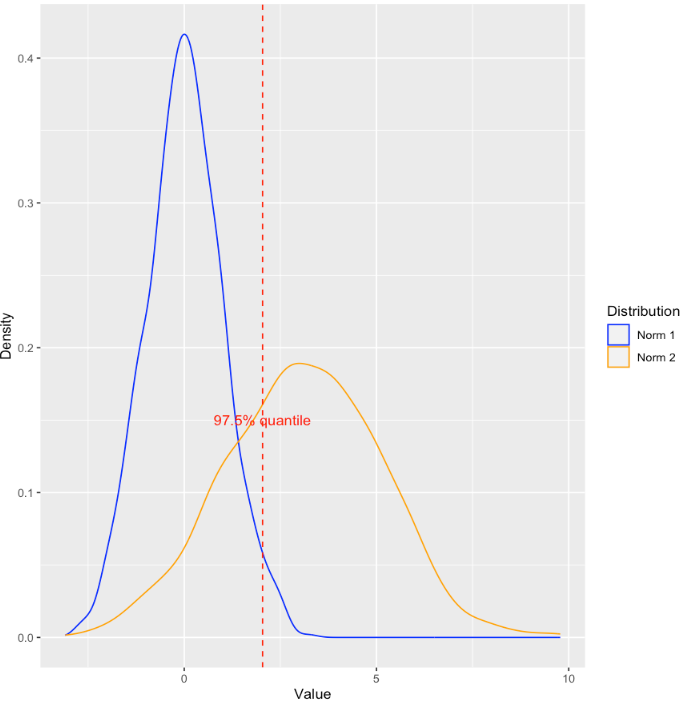 0.4
0.3
0.2
0.1
0.0
Density
97.5% quantile
0
5
10
Value
Distribution
Norm 1
Norm 2